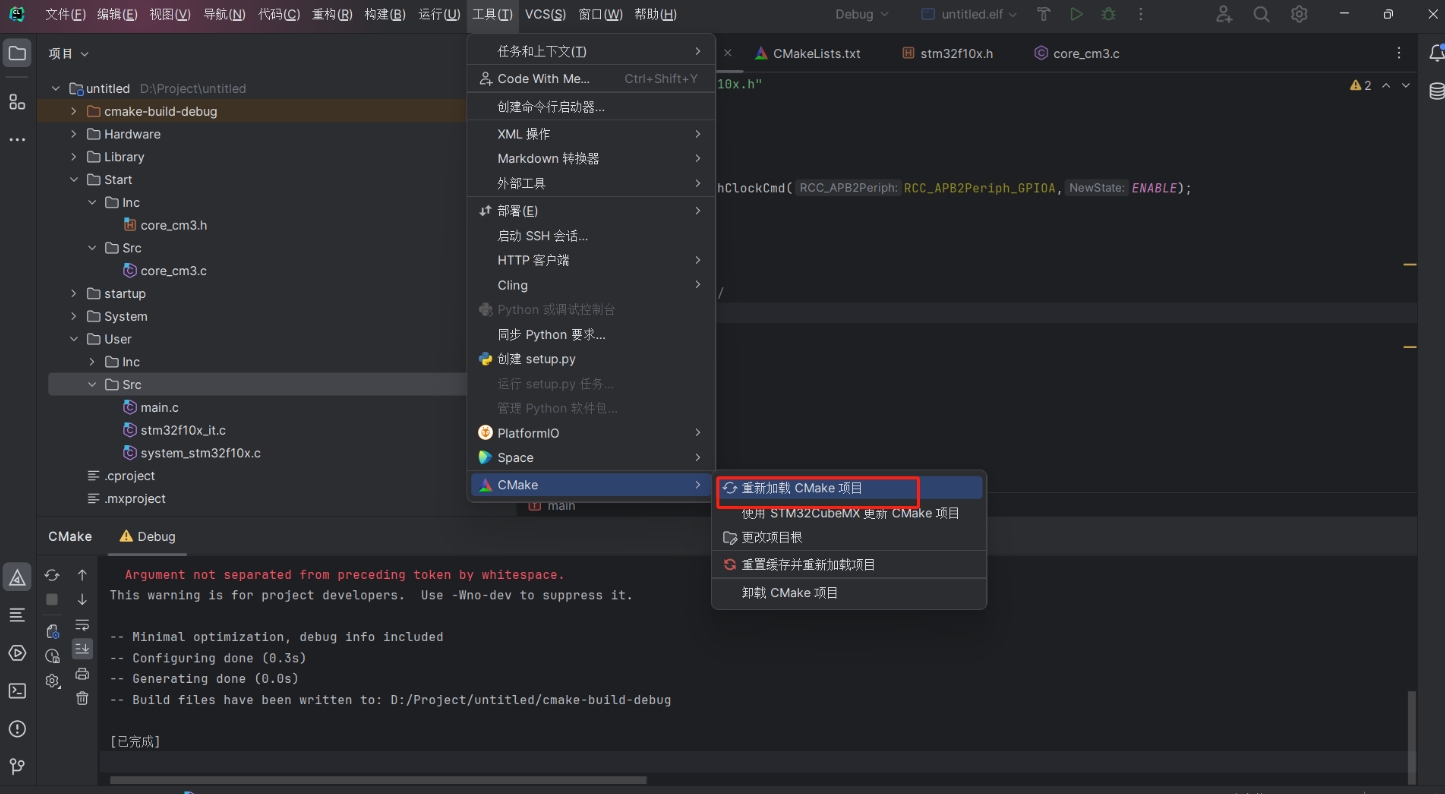 文件(F) 编辑(E) 视图(V) 导航(N) 代码(C) 重构(R) 构建(B) 运行(U) 工具(T) VCS(S) 窗口(W) 帮助(H) Debug untitled.elf
项目
CMakeLists.txt stm32f10x.h core_cm3.c
untitled D:\Project\untitled
cmake-build-debug
Hardware
Library
Start
Inc
core_cm3.h
Src
core_cm3.c
startup
System
User
Inc
Src
main.c
stm32f10x_it.c
system_stm32f10x.c
.cproject
.mxproject
任务和上下文(T)
Code With Me... Ctrl+Shift+Y
创建命令行启动器...
XML 操作
Markdown 转换器
外部工具
部署(E)
启动 SSH 会话...
HTTP 客户端
Cling
Python 或调试控制台
同步 Python 要求...
创建 setup.py
运行 setup.py 任务...
管理 Python 软件包...
PlatformIO
Space
CMake
重新加载 CMake 项目
使用 STM32CubeMX 更新 CMake 项目
更改项目根
重置缓存并重新加载项目
卸载 CMake 项目
10x.h"
2
hClockCmd( RCC_APB2Periph: RCC_APB2Periph_GPIOA, NewState: ENABLE);
/
main
CMake Debug
Argument not separated from preceding token by whitespace.
This warning is for project developers. Use -Wno-dev to suppress it.
-- Minimal optimization, debug info included
-- Configuring done (0.3s)
-- Generating done (0.0s)
-- Build files have been written to: D:/Project/untitled/cmake-build-debug
[已完成]